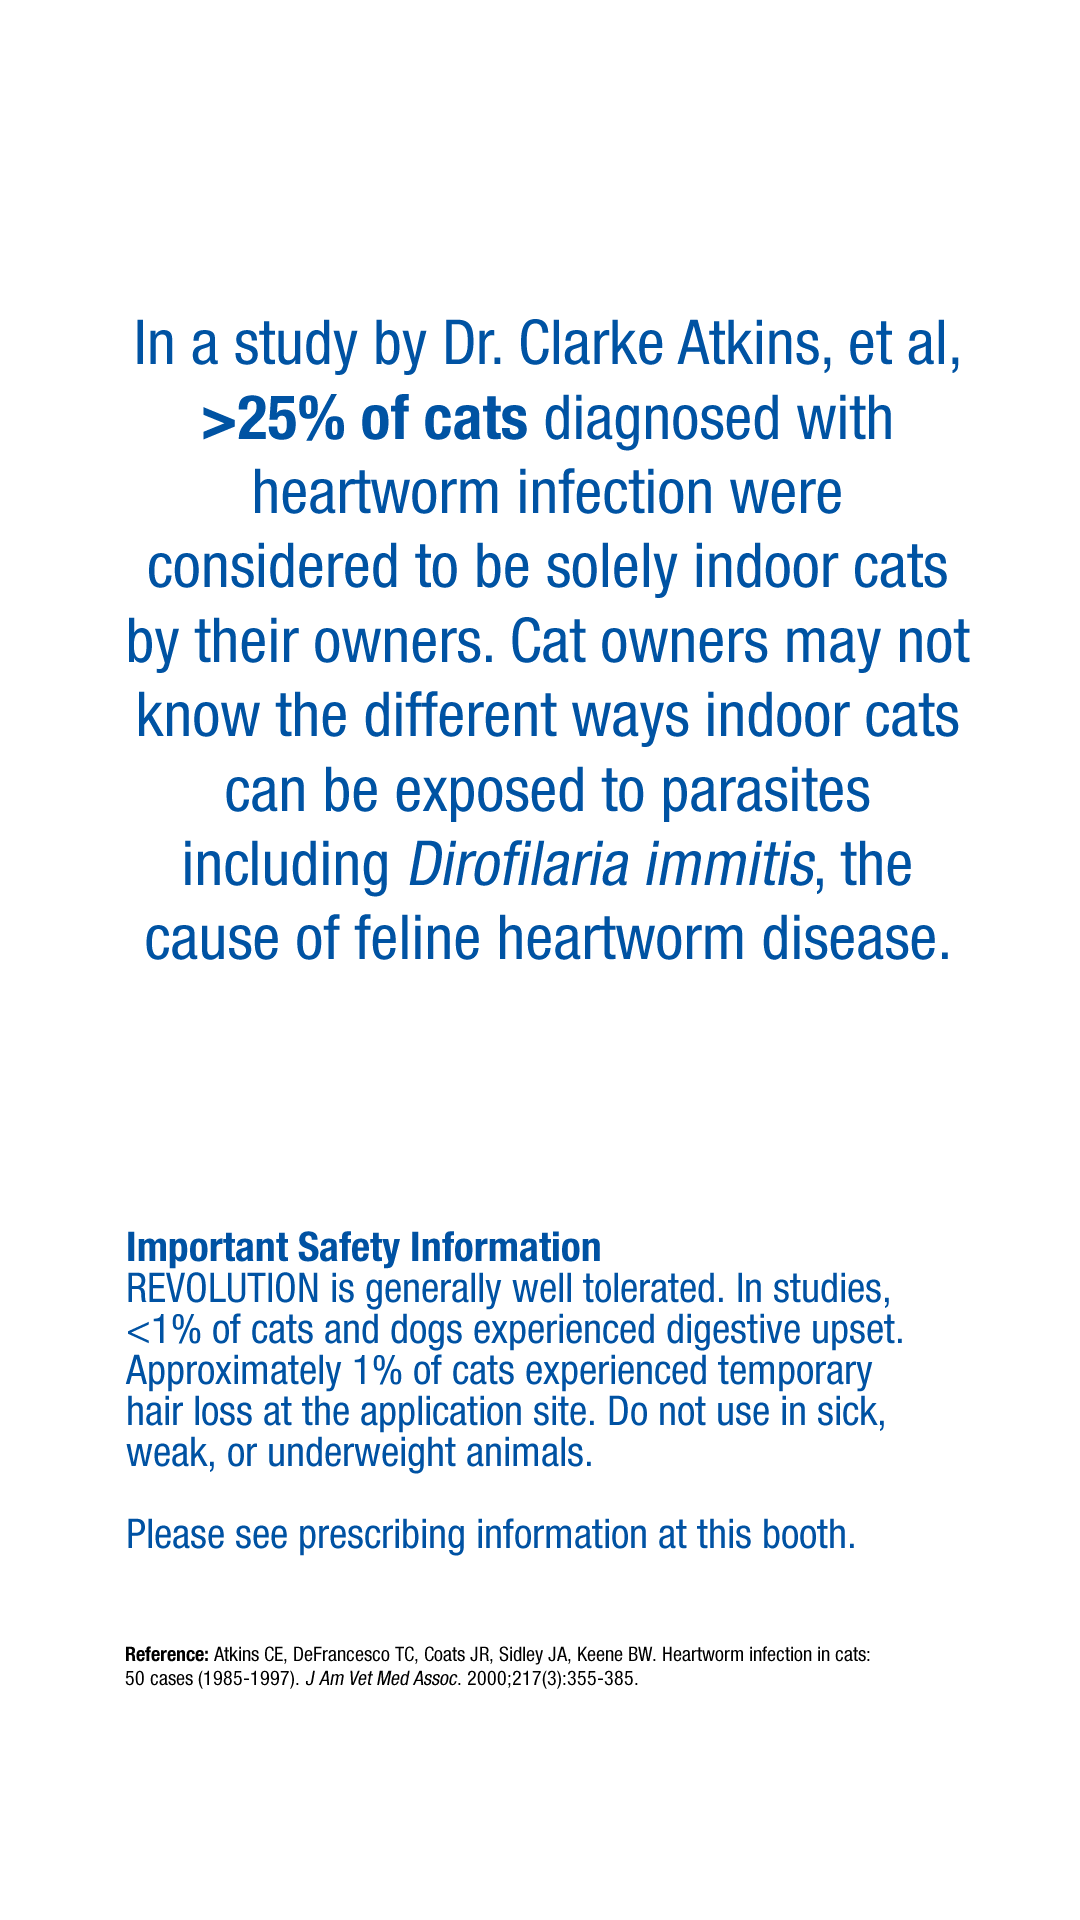 In a study by Dr. Clarke Atkins, et al,
>25% of cats diagnosed with
heartworm infection were
considered to be solely indoor cats
by their owners. Cat owners may not
know the different ways indoor cats
can be exposed to parasites
including Dirofilaria immitis, the
cause of feline heartworm disease.
Important Safety Information
REVOLUTION is generally well tolerated. In studies,
<1% of cats and dogs experienced digestive upset.
Approximately 1% of cats experienced temporary
hair loss at the application site. Do not use in sick,
weak, or underweight animals.
Please see prescribing information at this booth.
Reference: Atkins CE, DeFrancesco TC, Coats JR, Sidley JA, Keene BW. Heartworm infection in cats:
50 cases (1985-1997). J Am Vet Med Assoc. 2000;217(3):355-385.